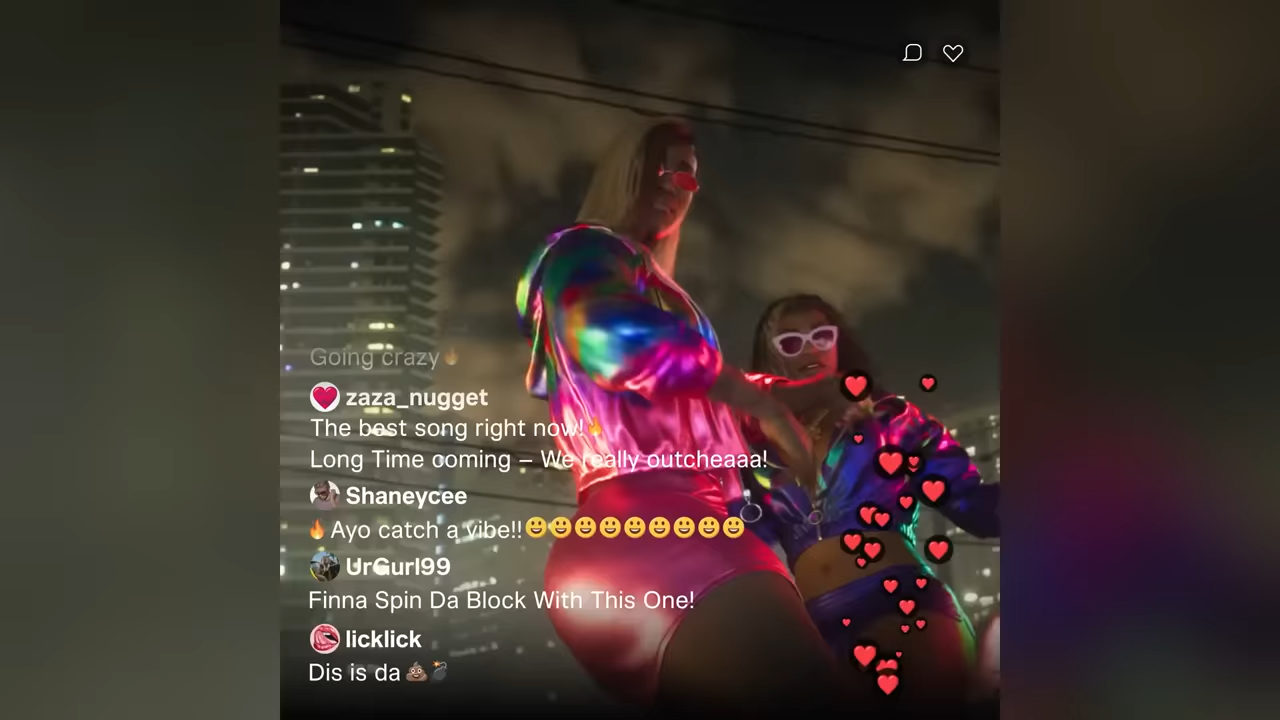 Going crazy🔥
zaza_nugget
The best song right now!🔥
Long Time coming – We really outcheaaa!
Shaneycee
🔥Ayo catch a vibe!!😀😀😀😀😀😀😀😀😀
UrGurl99
Finna Spin Da Block With This One!
licklick
Dis is da💩💣